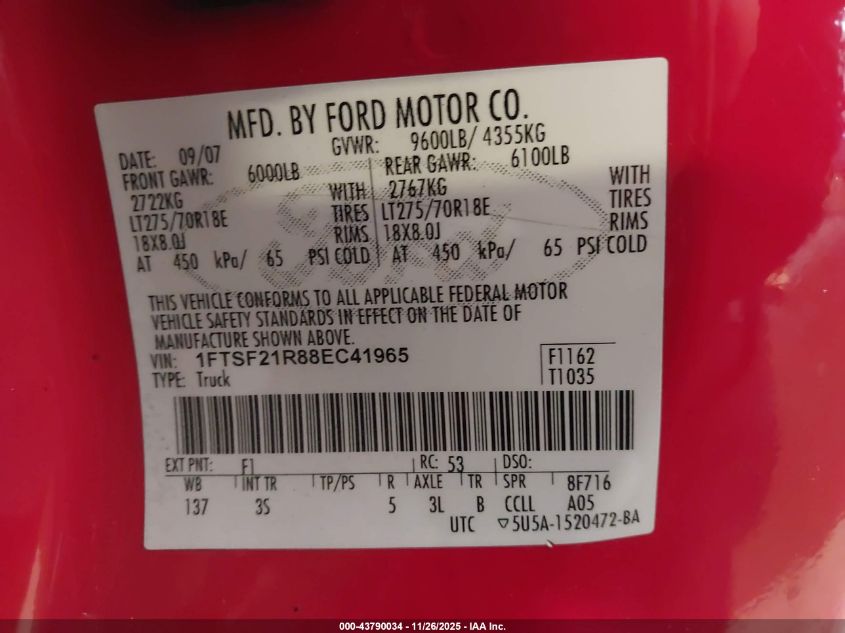 MFD. BY FORD MOTOR CO.
DATE: 09/07 GVWR: 9600LB/ 4355KG
FRONT GAWR: 6000LB REAR GAWR: 6100LB
2722KG WITH 2767KG WITH
LT275/70R18E TIRES LT275/70R18E TIRES
18X8.0J RIMS 18X8.0J RIMS
AT 450 kPa/ 65 PSI COLD AT 450 kPa/ 65 PSI COLD
THIS VEHICLE CONFORMS TO ALL APPLICABLE FEDERAL MOTOR
VEHICLE SAFETY STANDARDS IN EFFECT ON THE DATE OF
MANUFACTURE SHOWN ABOVE.
VIN: 1FTSF21R88EC41965 F1162
TYPE: Truck T1035
EXT PNT: F1 RC: 53 DSO:
WB INT TR TP/PS R AXLE TR SPR 8F716
137 3S 5 3L B CCLL A05
UTC ▽5U5A-1520472-BA
000-43790034 — 11/26/2025 — IAA Inc.